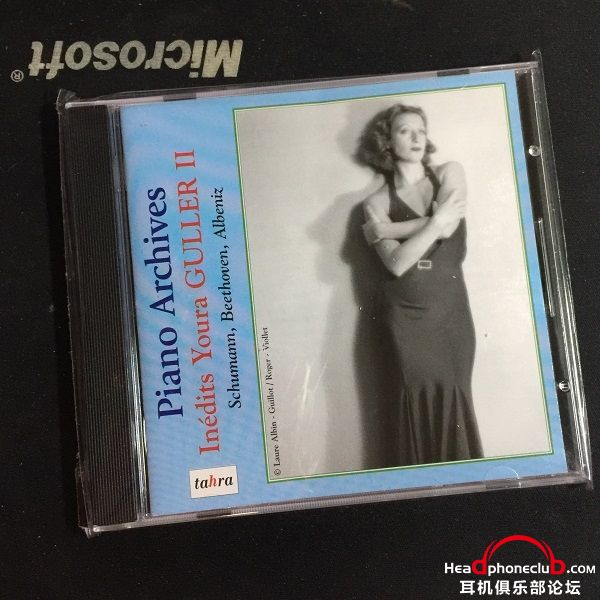 Microsoft®
Piano Archives
Inédits Youra GULLER II
Schumann, Beethoven, Albeniz
© Laure Albin - Guillot / Roger - Viollet
tahra
Headphoneclub.com
耳机俱乐部论坛